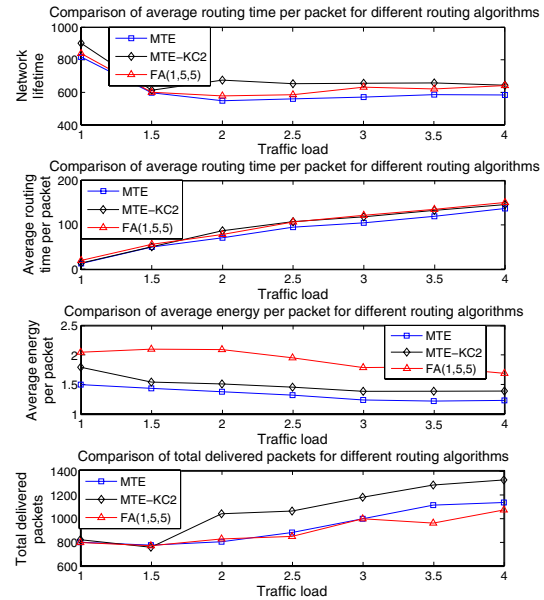 Comparison of average routing time per packet for different routing algorithms
1000
800
600
400
Network
lifetime
MTE
MTE−KC2
FA(1,5,5)
1
1.5
2
2.5
3
3.5
4
Traffic load
Comparison of average routing time per packet for different routing algorithms
200
100
0
Average routing
time per packet
MTE
MTE−KC2
FA(1,5,5)
1
1.5
2
2.5
3
3.5
4
Traffic load
Comparison of average energy per packet for different routing algorithms
2.5
2
1.5
1
Average energy
per packet
MTE
MTE−KC2
FA(1,5,5)
1
1.5
2
2.5
3
3.5
4
Traffic load
Comparison of total delivered packets for different routing algorithms
1400
1200
1000
800
600
Total delivered
packets
MTE
MTE−KC2
FA(1,5,5)
1
1.5
2
2.5
3
3.5
4
Traffic load